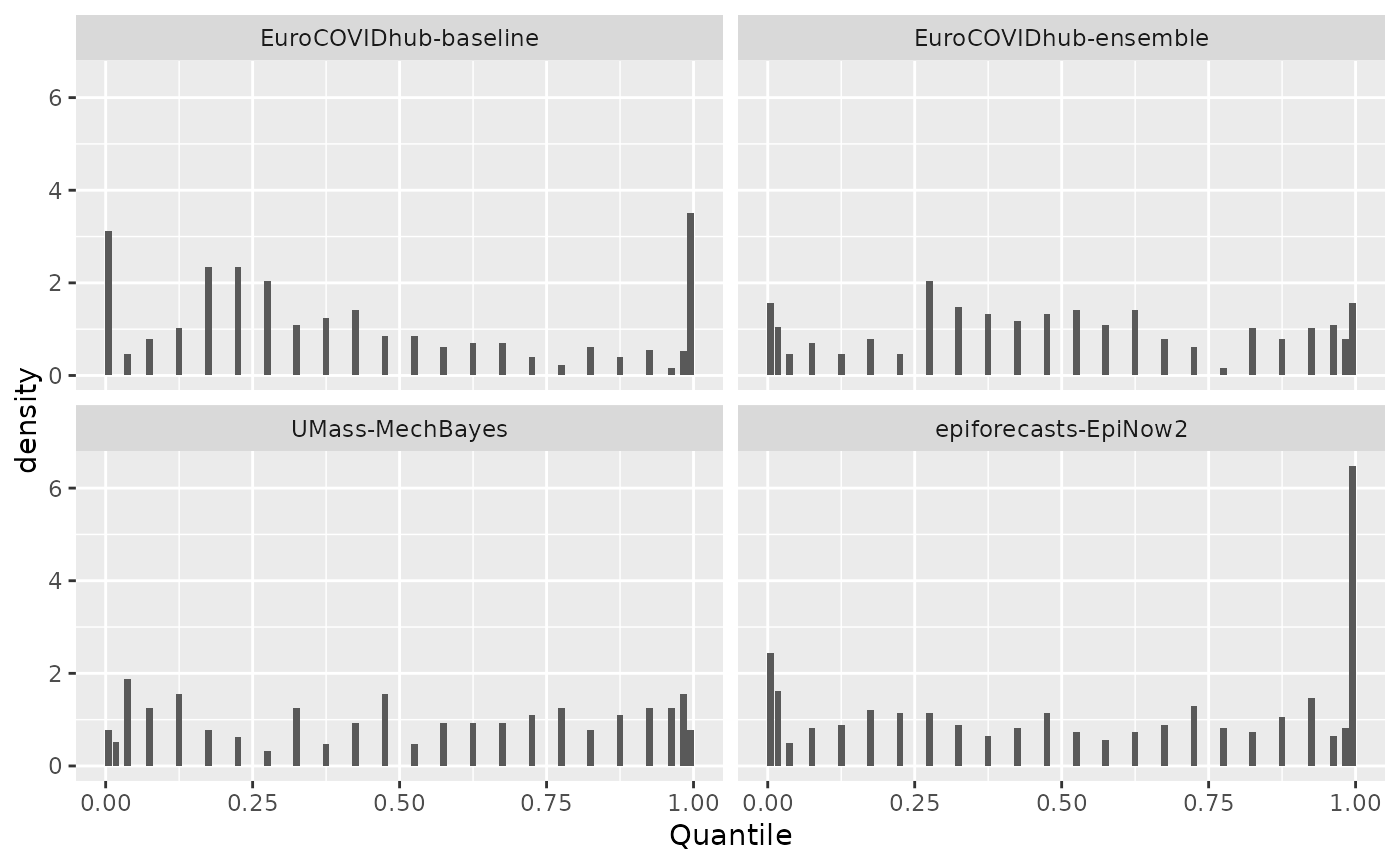 EuroCOVIDhub-baseline EuroCOVIDhub-ensemble
6
4
2
0
density
UMass-MechBayes epiforecasts-EpiNow2
6
4
2
0
0.00 0.25 0.50 0.75 1.00 0.00 0.25 0.50 0.75 1.00
Quantile